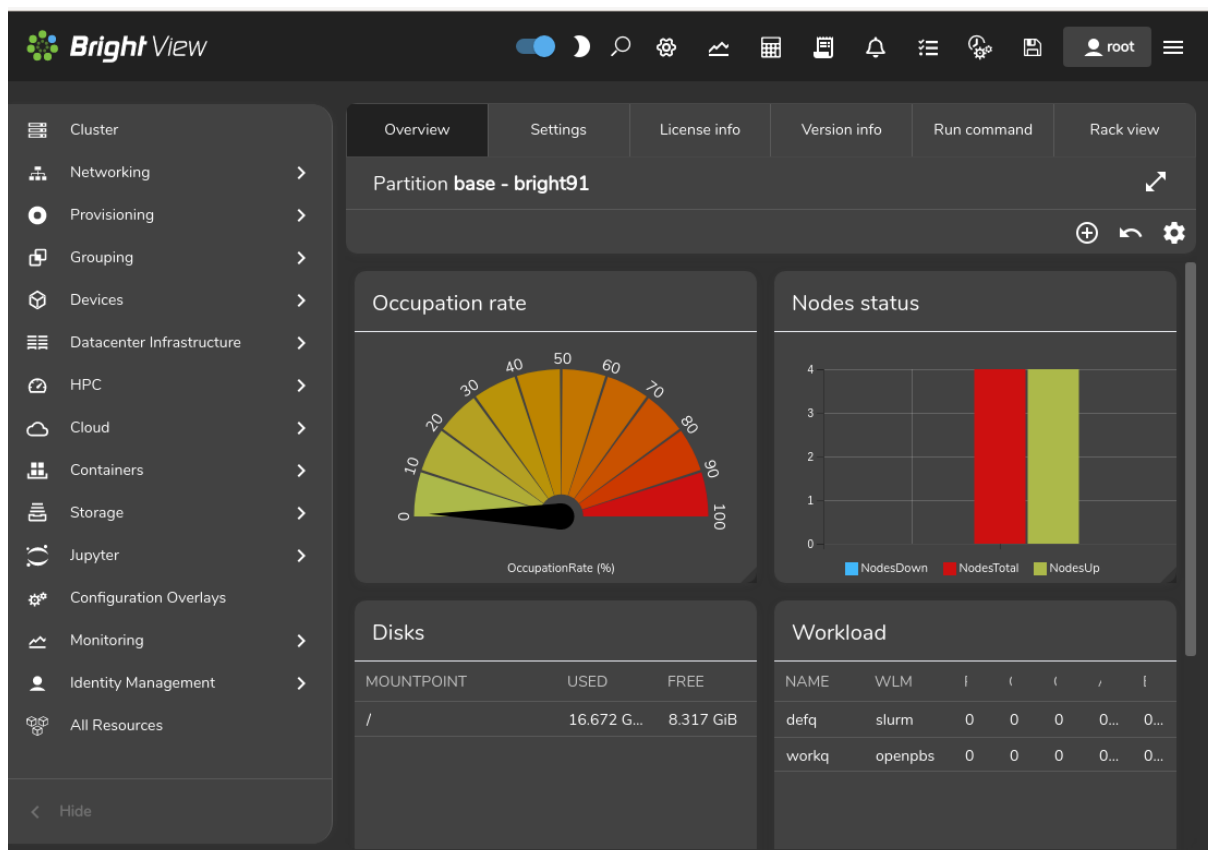 Bright View
root
Cluster
Networking
Provisioning
Grouping
Devices
Datacenter Infrastructure
HPC
Cloud
Containers
Storage
Jupyter
Configuration Overlays
Monitoring
Identity Management
All Resources
Hide
Overview Settings License info Version info Run command Rack view
Partition base - bright91
Occupation rate
0 10 20 30 40 50 60 70 80 90 100
OccupationRate (%)
Nodes status
4
3
2
1
0
NodesDown NodesTotal NodesUp
Disks
MOUNTPOINT USED FREE
/ 16.672 G... 8.317 GiB
Workload
NAME WLM
defq slurm 0 0 0 0... 0...
workq openpbs 0 0 0 0... 0...